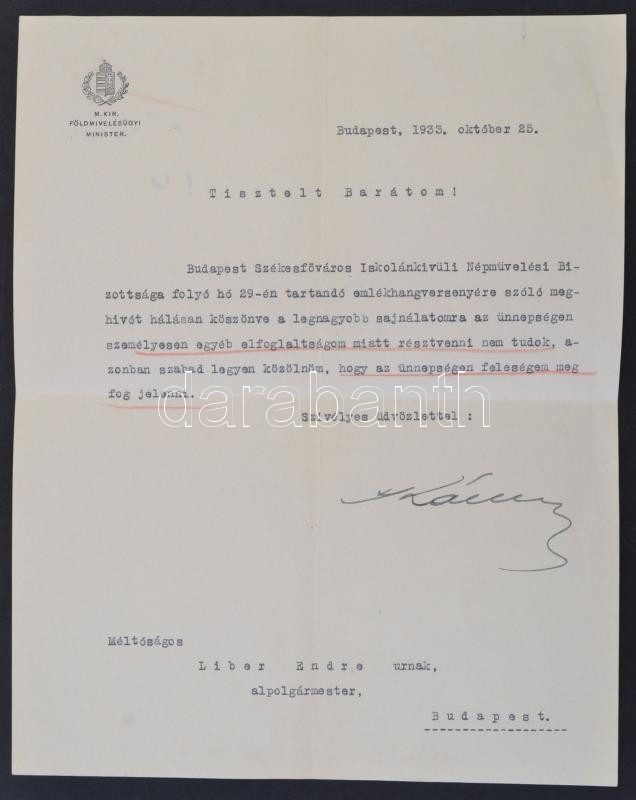 M. KIR.
FÖLDMIVELÉSÜGYI
MINISTER.
Budapest, 1933. október 25.
Tisztelt Barátom!
Budapest Székesfőváros Iskolánkivüli Népmüvelési Bi-
zottsága folyó hó 29-én tartandó emlékhangversenyére szóló meg-
hivót hálásan köszönve a legnagyobb sajnálatomra az ünnepségen
személyesen egyéb elfoglaltságom miatt résztvenni nem tudok, a-
zonban szabad legyen közölnöm, hogy az ünnepségen feleségem meg
fog jelenni.
darabanth
Szivélyes üdvözlettel :
Méltóságos
Liber Endre urnak,
alpolgármester,
Budapest.